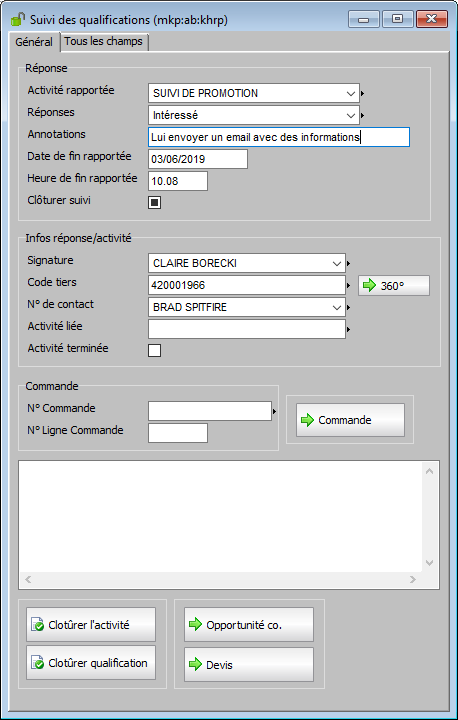 Suivi des qualifications (mkp:ab:khrp)
Général
Tous les champs
Réponse
Activité rapportée
SUIVI DE PROMOTION
Réponses
Intéressé
Annotations
Lui envoyer un email avec des informations
Date de fin rapportée
03/06/2019
Heure de fin rapportée
10.08
Clôturer suivi
Infos réponse/activité
Signature
CLAIRE BORECKI
Code tiers
420001966
360°
N° de contact
BRAD SPITFIRE
Activité liée
Activité terminée
Commande
N° Commande
N° Ligne Commande
Commande
Clotûrer l'activité
Opportunité co.
Clotûrer qualification
Devis